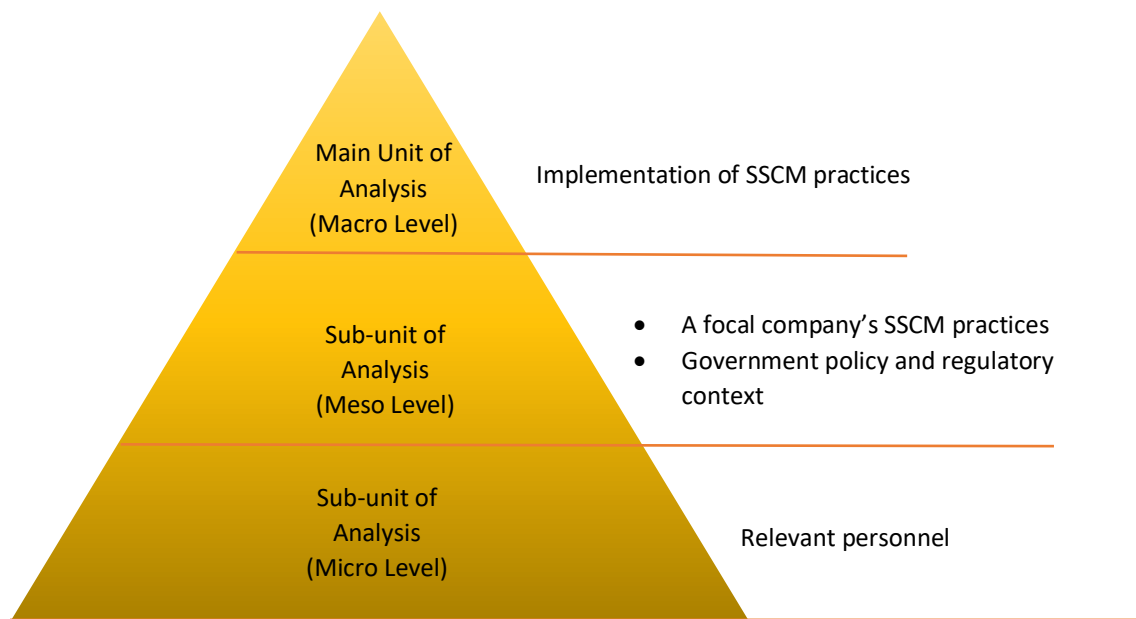 Main Unit of
Analysis
(Macro Level)
Implementation of SSCM practices
Sub-unit of
Analysis
(Meso Level)
• A focal company’s SSCM practices
• Government policy and regulatory
context
Sub-unit of
Analysis
(Micro Level)
Relevant personnel